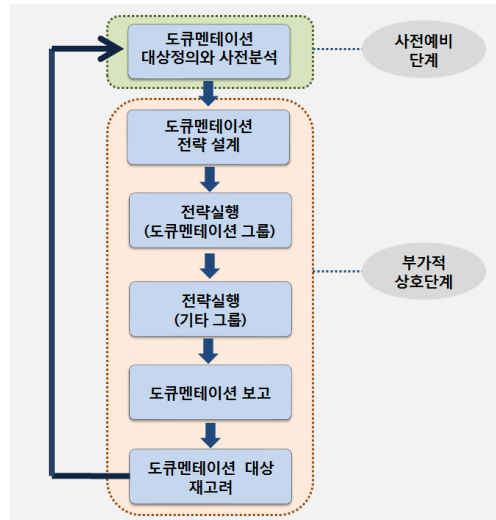 도큐멘테이션
대상정의와 사전분석
사전예비
단계
도큐멘테이션
전략 설계
전략실행
(도큐멘테이션 그룹)
부가적
상호단계
전략실행
(기타 그룹)
도큐멘테이션 보고
도큐멘테이션 대상
재고려